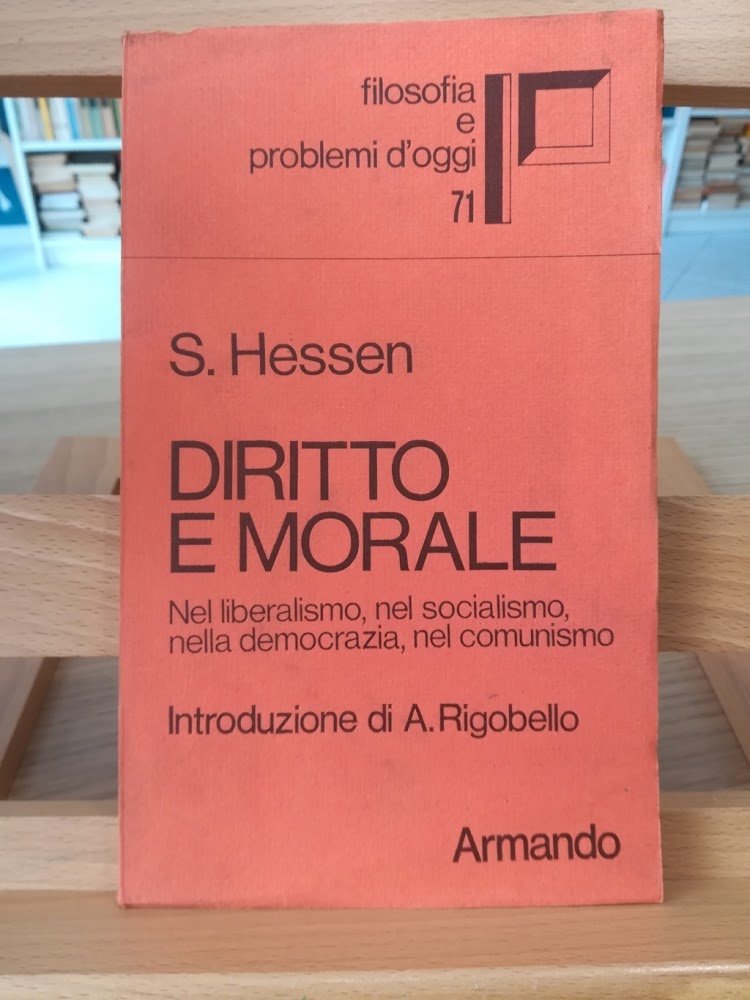 filosofia
e
problemi d'oggi
71
S. Hessen
DIRITTO
E MORALE
Nel liberalismo, nel socialismo,
nella democrazia, nel comunismo
Introduzione di A. Rigobello
Armando